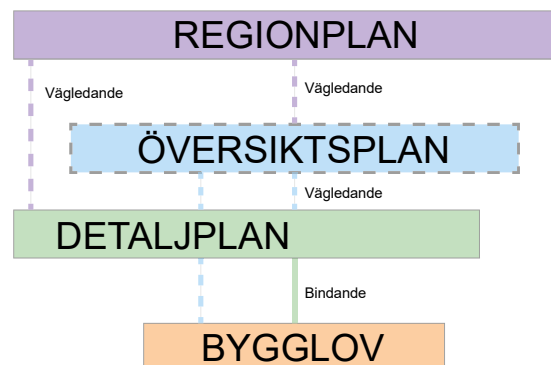 REGIONPLAN
Vägledande
Vägledande
ÖVERSIKTSPLAN
Vägledande
DETALJPLAN
Bindande
BYGGLOV